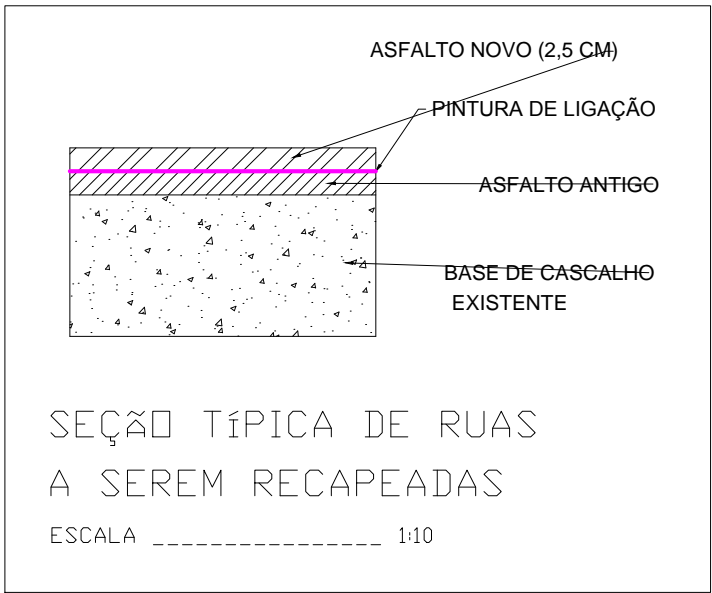 ASFALTO NOVO (2,5 CM)
PINTURA DE LIGAÇÃO
ASFALTO ANTIGO
BASE DE CASCALHO
EXISTENTE
SEÇÃO TÍPICA DE RUAS
A SEREM RECAPEADAS
ESCALA ________________ 1:10